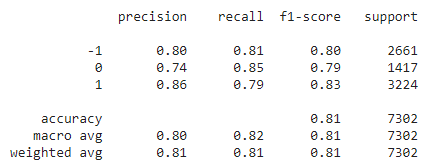 precision recall f1-score support
-1 0.80 0.81 0.80 2661
0 0.74 0.85 0.79 1417
1 0.86 0.79 0.83 3224
accuracy 0.81 7302
macro avg 0.80 0.82 0.81 7302
weighted avg 0.81 0.81 0.81 7302